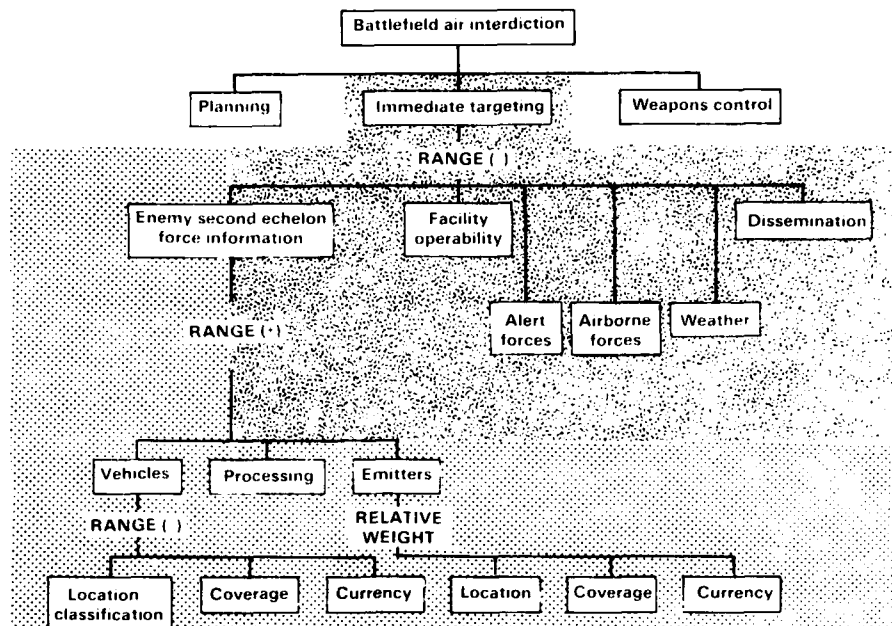 Battlefield air interdiction
Planning
Immediate targeting
Weapons control
RANGE ( )
Enemy second echelon
force information
Facility
operability
Dissemination
Alert
forces
Airborne
forces
Weather
RANGE (+)
Vehicles
Processing
Emitters
RANGE ( )
RELATIVE
WEIGHT
Location
classification
Coverage
Currency
Location
Coverage
Currency